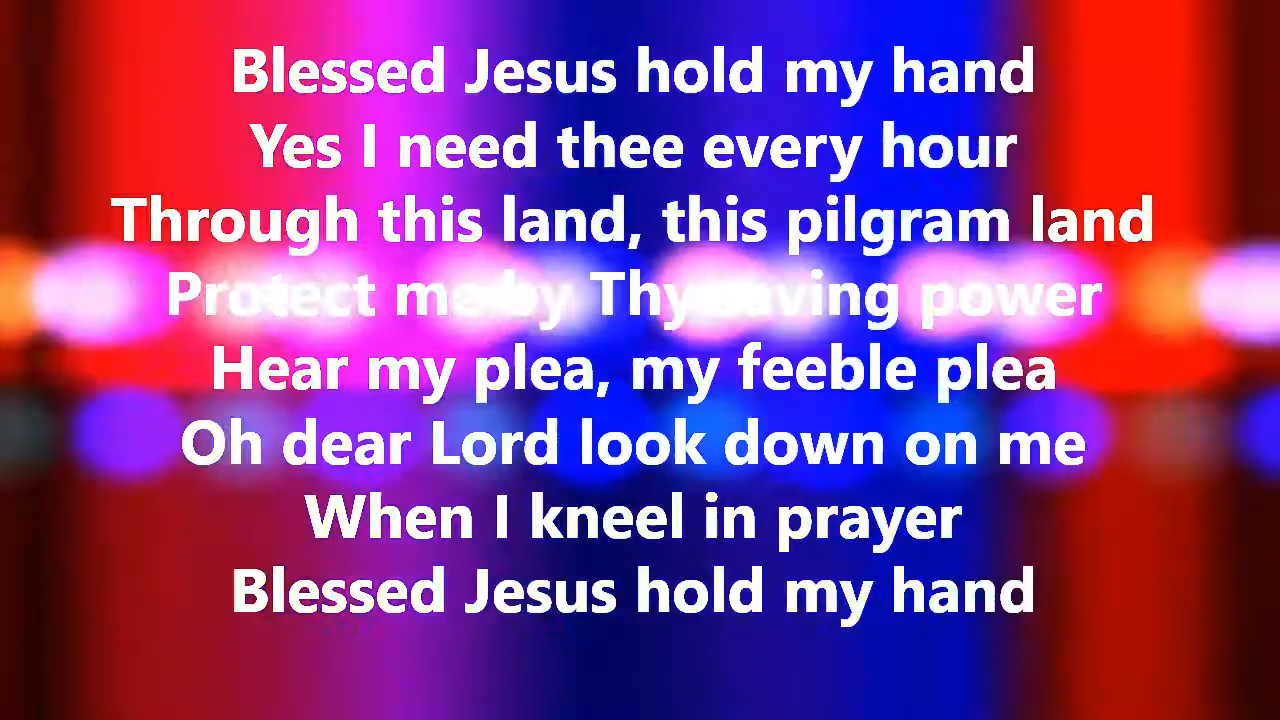 Blessed Jesus hold my hand
Yes I need thee every hour
Through this land, this pilgram land
Protect me by Thy saving power
Hear my plea, my feeble plea
Oh dear Lord look down on me
When I kneel in prayer
Blessed Jesus hold my hand